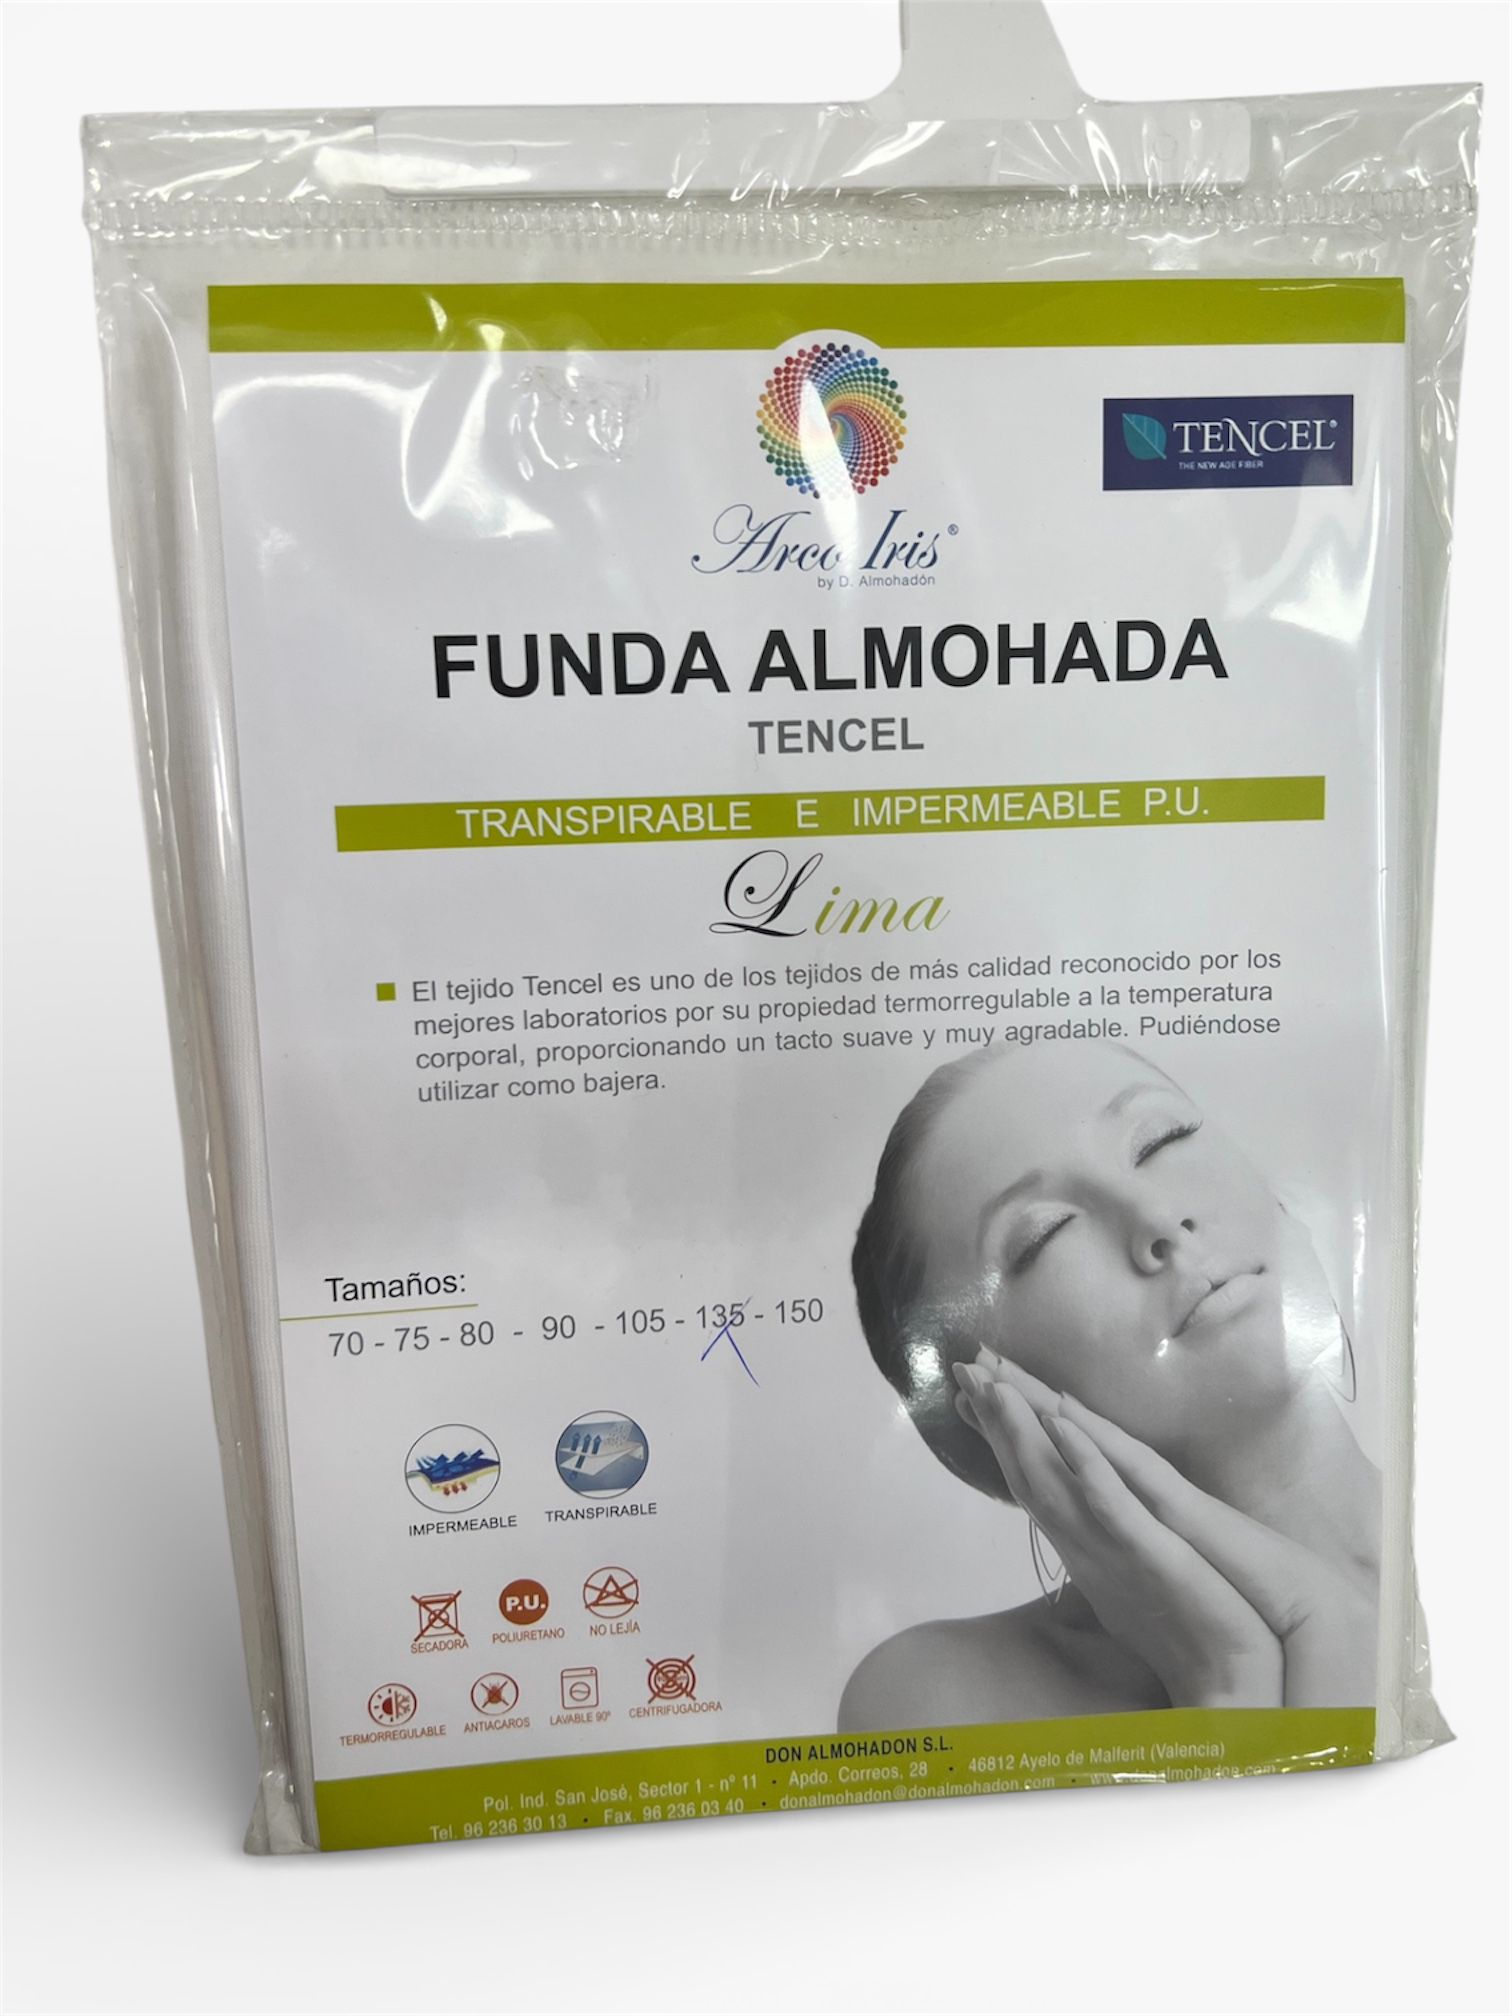 TENCEL®
THE NEW AGE FIBER
Arco Iris®
by D. Almohadón
FUNDA ALMOHADA
TENCEL
TRANSPIRABLE E IMPERMEABLE P.U.
Lima
El tejido Tencel es uno de los tejidos de más calidad reconocido por los
mejores laboratorios por su propiedad termorregulable a la temperatura
corporal, proporcionando un tacto suave y muy agradable. Pudiéndose
utilizar como bajera.
Tamaños:
70 - 75 - 80 - 90 - 105 - 135 - 150
IMPERMEABLE
TRANSPIRABLE
SECADORA
P.U.
POLIURETANO
NO LEJÍA
TERMORREGULABLE
ANTIACAROS
LAVABLE 90º
CENTRIFUGADORA
DON ALMOHADON S.L.
Pol. Ind. San José, Sector 1 - nº 11 • Apdo. Correos, 28 • 46812 Ayelo de Malferit (Valencia)
Tel. 96 236 30 13 • Fax. 96 236 03 40 • donalmohadon@donalmohadon.com • www.donalmohadon.com